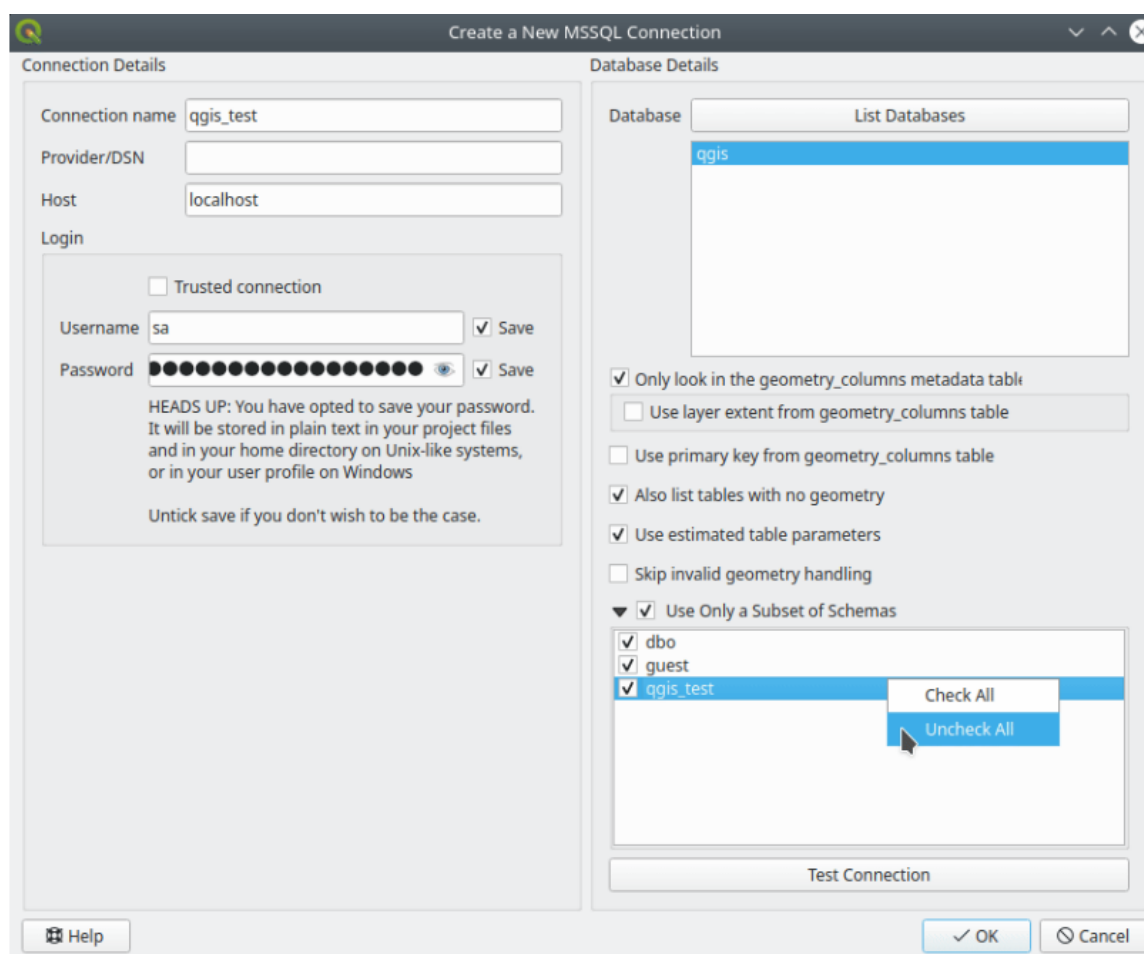 Create a New MSSQL Connection
Connection Details
Connection name qgis_test
Provider/DSN
Host localhost
Login
Trusted connection
Username sa Save
Password Save
HEADS UP: You have opted to save your password.
It will be stored in plain text in your project files
and in your home directory on Unix-like systems,
or in your user profile on Windows
Untick save if you don't wish to be the case.
Database Details
Database List Databases
qgis
Only look in the geometry_columns metadata table
Use layer extent from geometry_columns table
Use primary key from geometry_columns table
Also list tables with no geometry
Use estimated table parameters
Skip invalid geometry handling
Use Only a Subset of Schemas
dbo
guest
qgis_test
Check All
Uncheck All
Test Connection
Help
OK
Cancel